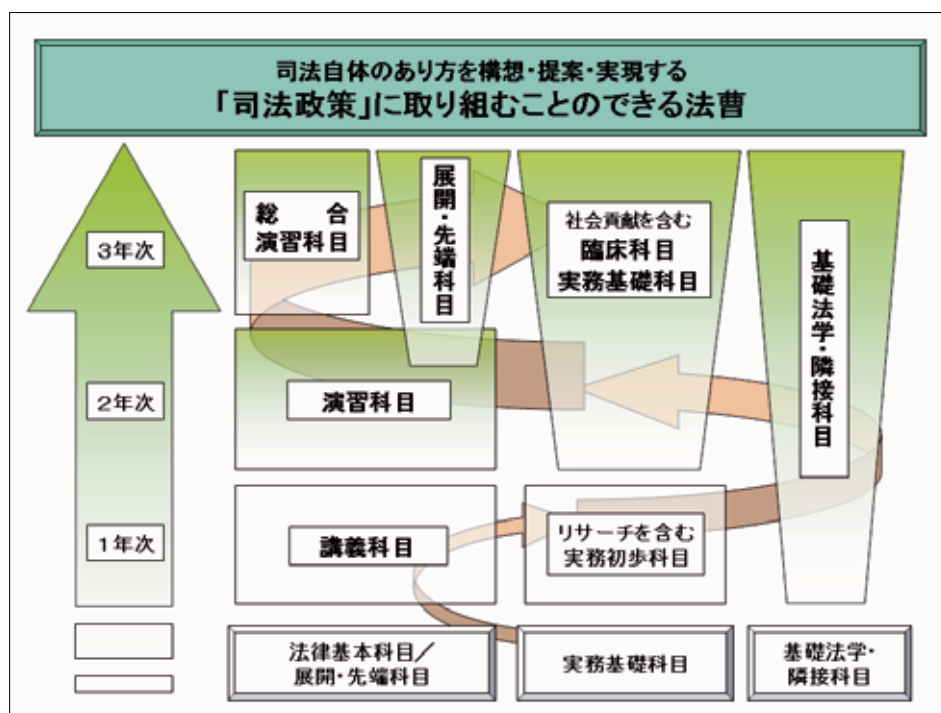 司法自体のあり方を構想・提案・実現する
「司法政策」に取り組むことのできる法曹
3年次
2年次
1年次
総　合
演習科目
展開・先端科目
社会貢献を含む
臨床科目
実務基礎科目
基礎法学・隣接科目
演習科目
講義科目
リサーチを含む
実務初歩科目
法律基本科目／
展開・先端科目
実務基礎科目
基礎法学・
隣接科目